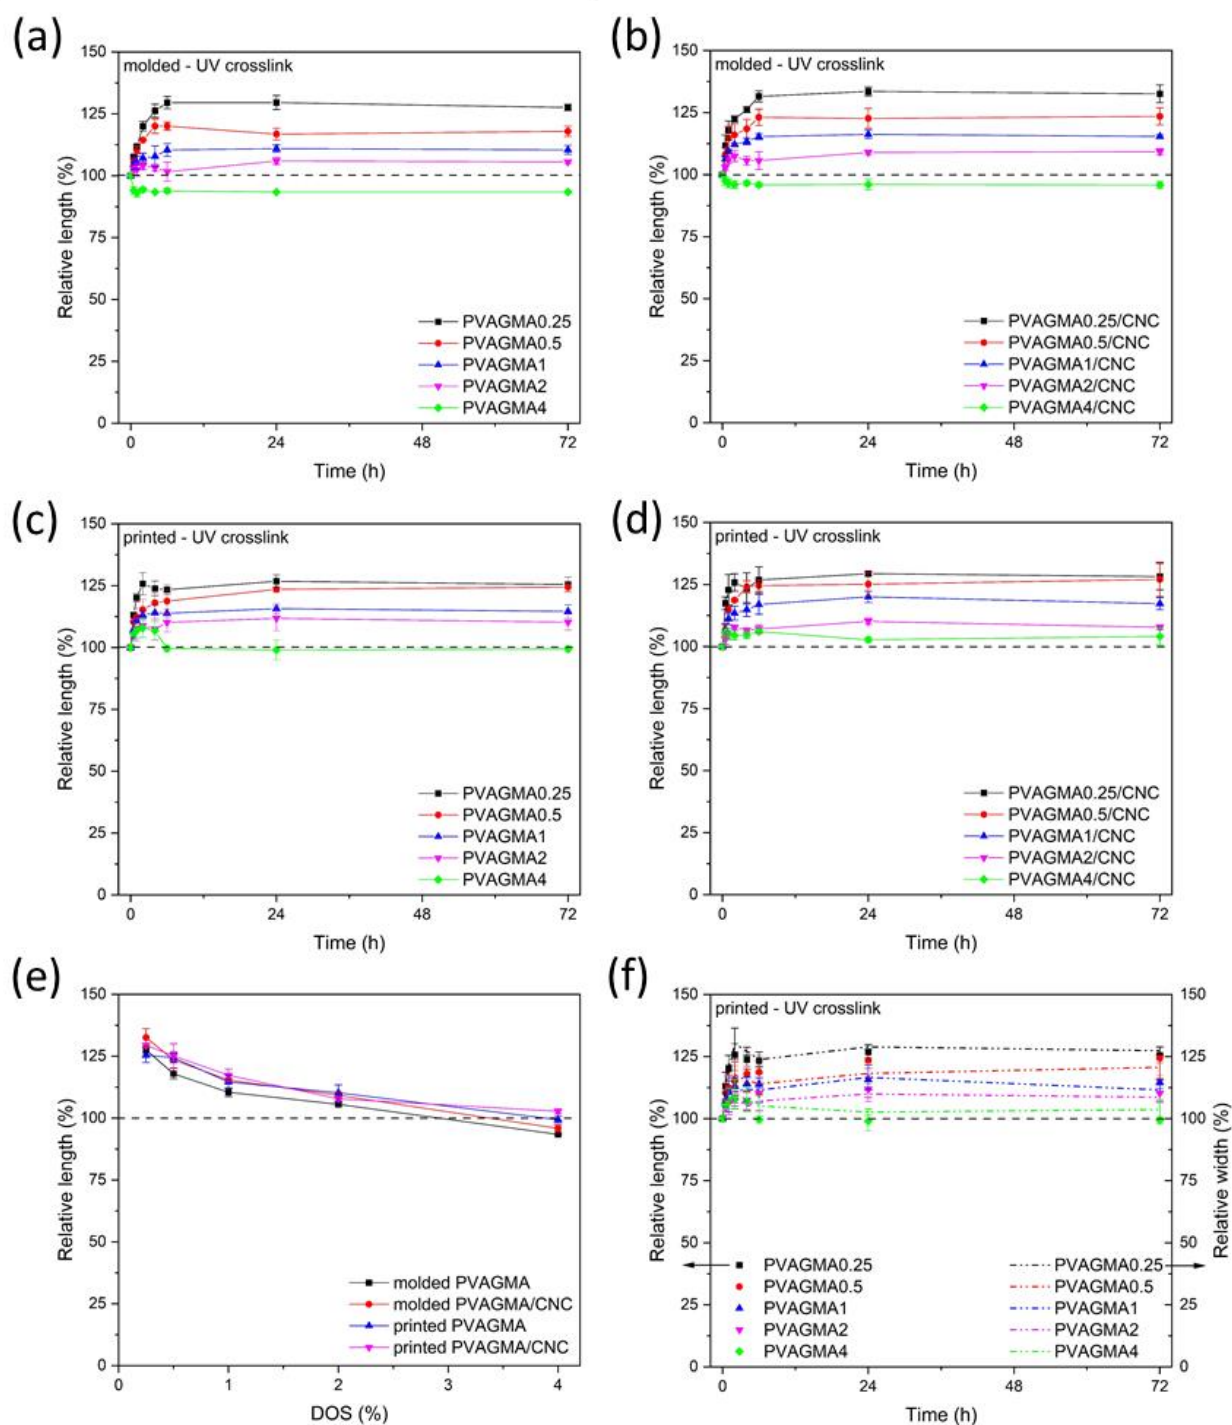 (a)
molded - UV crosslink
Relative length (%)
150
125
100
75
50
25
0
PVAGMA0.25
PVAGMA0.5
PVAGMA1
PVAGMA2
PVAGMA4
0
24
48
72
Time (h)
(b)
molded - UV crosslink
Relative length (%)
150
125
100
75
50
25
0
PVAGMA0.25/CNC
PVAGMA0.5/CNC
PVAGMA1/CNC
PVAGMA2/CNC
PVAGMA4/CNC
0
24
48
72
Time (h)
(c)
printed - UV crosslink
Relative length (%)
150
125
100
75
50
25
0
PVAGMA0.25
PVAGMA0.5
PVAGMA1
PVAGMA2
PVAGMA4
0
24
48
72
Time (h)
(d)
printed - UV crosslink
Relative length (%)
150
125
100
75
50
25
0
PVAGMA0.25/CNC
PVAGMA0.5/CNC
PVAGMA1/CNC
PVAGMA2/CNC
PVAGMA4/CNC
0
24
48
72
Time (h)
(e)
Relative length (%)
150
125
100
75
50
25
0
molded PVAGMA
molded PVAGMA/CNC
printed PVAGMA
printed PVAGMA/CNC
0
1
2
3
4
DOS (%)
(f)
printed - UV crosslink
Relative length (%)
150
125
100
75
50
25
0
PVAGMA0.25
PVAGMA0.5
PVAGMA1
PVAGMA2
PVAGMA4
PVAGMA0.25
PVAGMA0.5
PVAGMA1
PVAGMA2
PVAGMA4
150
125
100
75
50
25
0
Relative width (%)
0
24
48
72
Time (h)